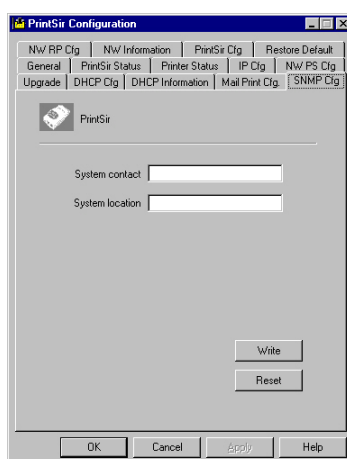 PrintSir Configuration
NW RP Cfg NW Information PrintSir Cfg Restore Default
General PrintSir Status Printer Status IP Cfg NW PS Cfg
Upgrade DHCP Cfg DHCP Information Mail Print Cfg. SNMP Cfg
PrintSir
System contact
System location
Write
Reset
OK Cancel Apply Help